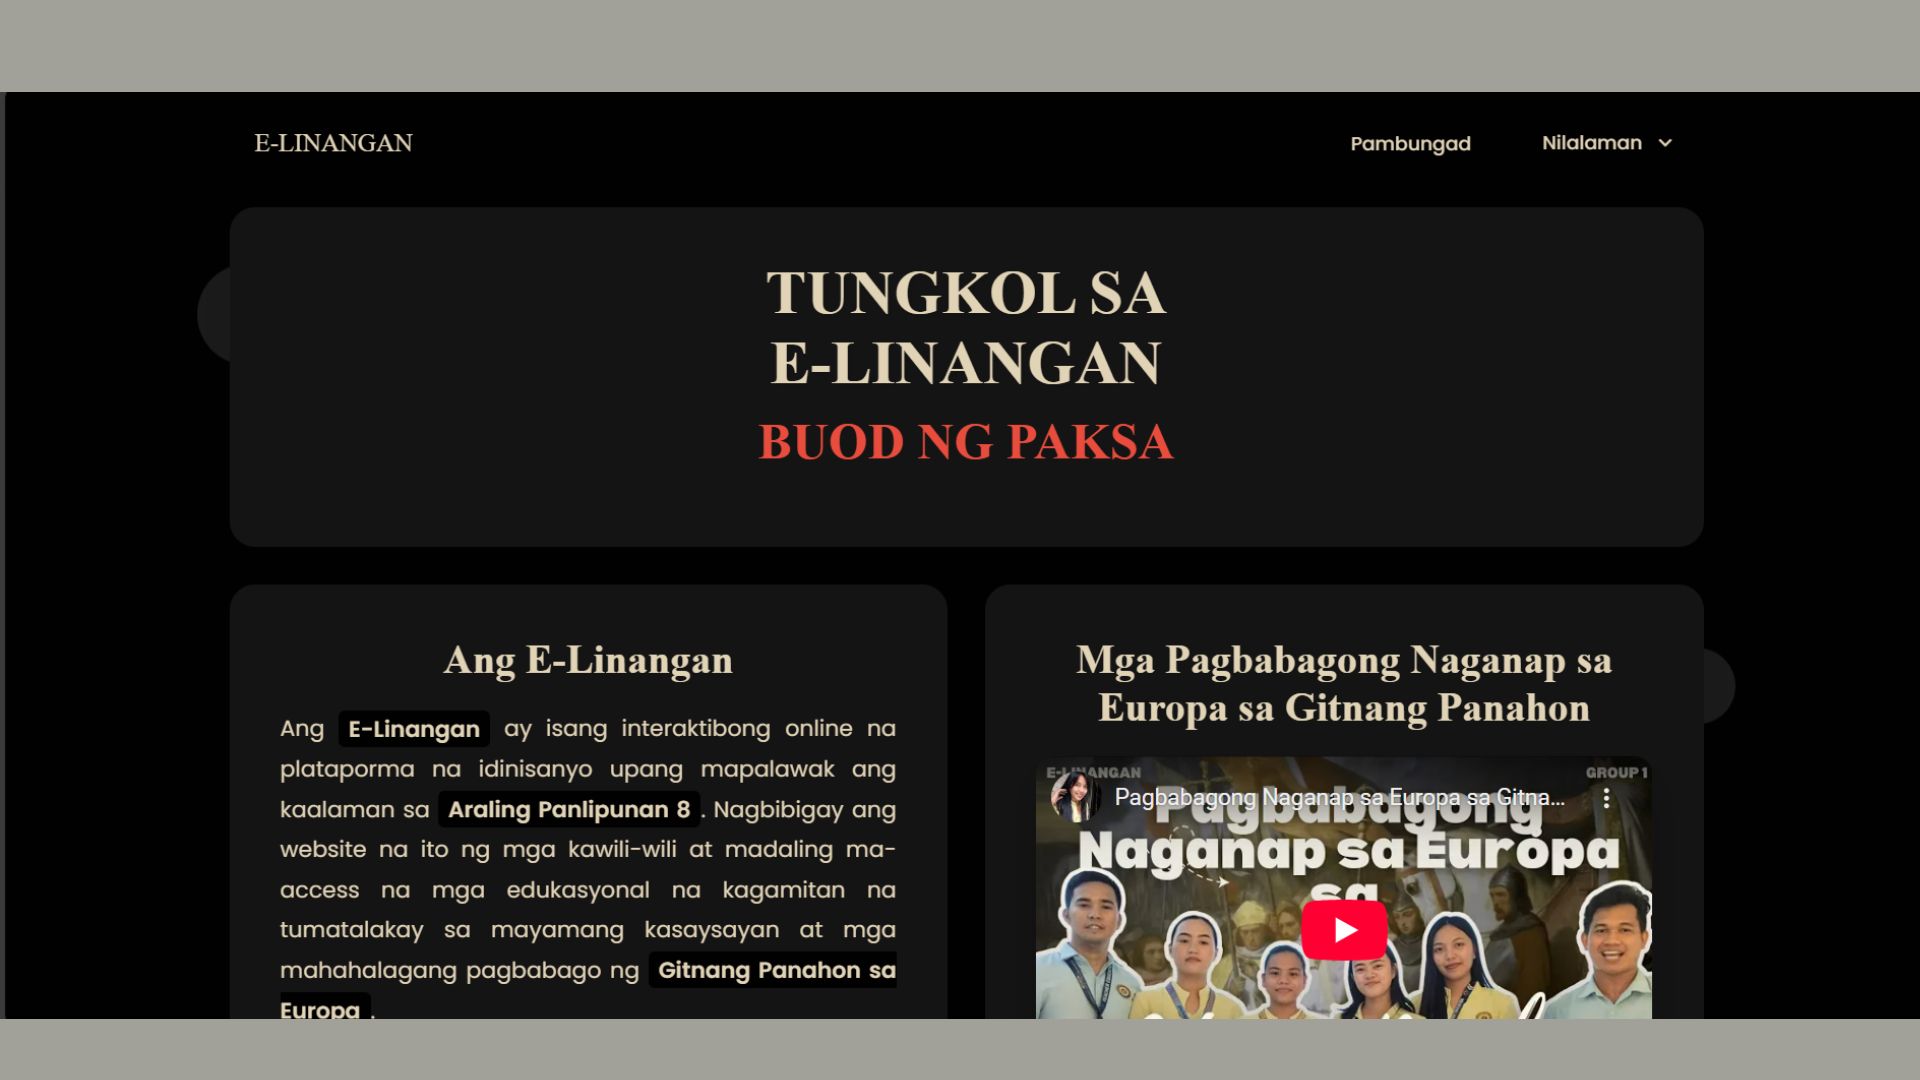 E-LINANGAN
Pambungad
Nilalaman
TUNGKOL SA
E-LINANGAN
BUOD NG PAKSA
Ang E-Linangan
Ang E-Linangan ay isang interaktibong online na
plataporma na idinisanyo upang mapalawak ang
kaalaman sa Araling Panlipunan 8 . Nagbibigay ang
website na ito ng mga kawili-wili at madaling ma-
access na mga edukasyonal na kagamitan na
tumatalakay sa mayamang kasaysayan at mga
mahahalagang pagbabago ng Gitnang Panahon sa
Europa .
Mga Pagbabagong Naganap sa
Europa sa Gitnang Panahon
E-LINANGAN
GROUP 1
Pagbabagong Naganap sa Europa sa Gitna...
Pagbabagong
Naganap sa Europa
sa